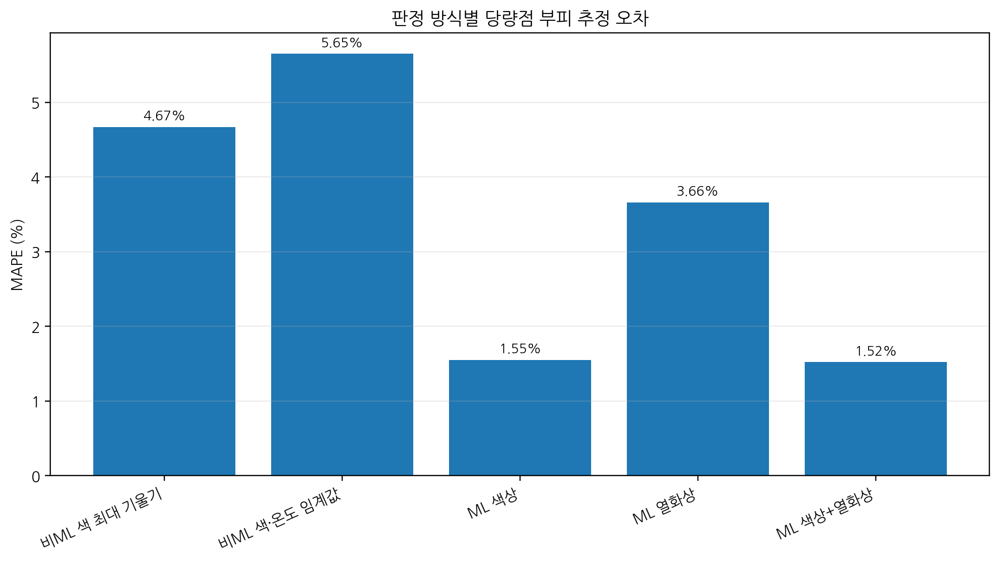 판정 방식별 당량점 부피 추정 오차
MAPE (%)
5
4
3
2
1
0
4.67%
5.65%
1.55%
3.66%
1.52%
비ML 색 최대 기울기
비ML 색·온도 임계값
ML 색상
ML 열화상
ML 색상+열화상